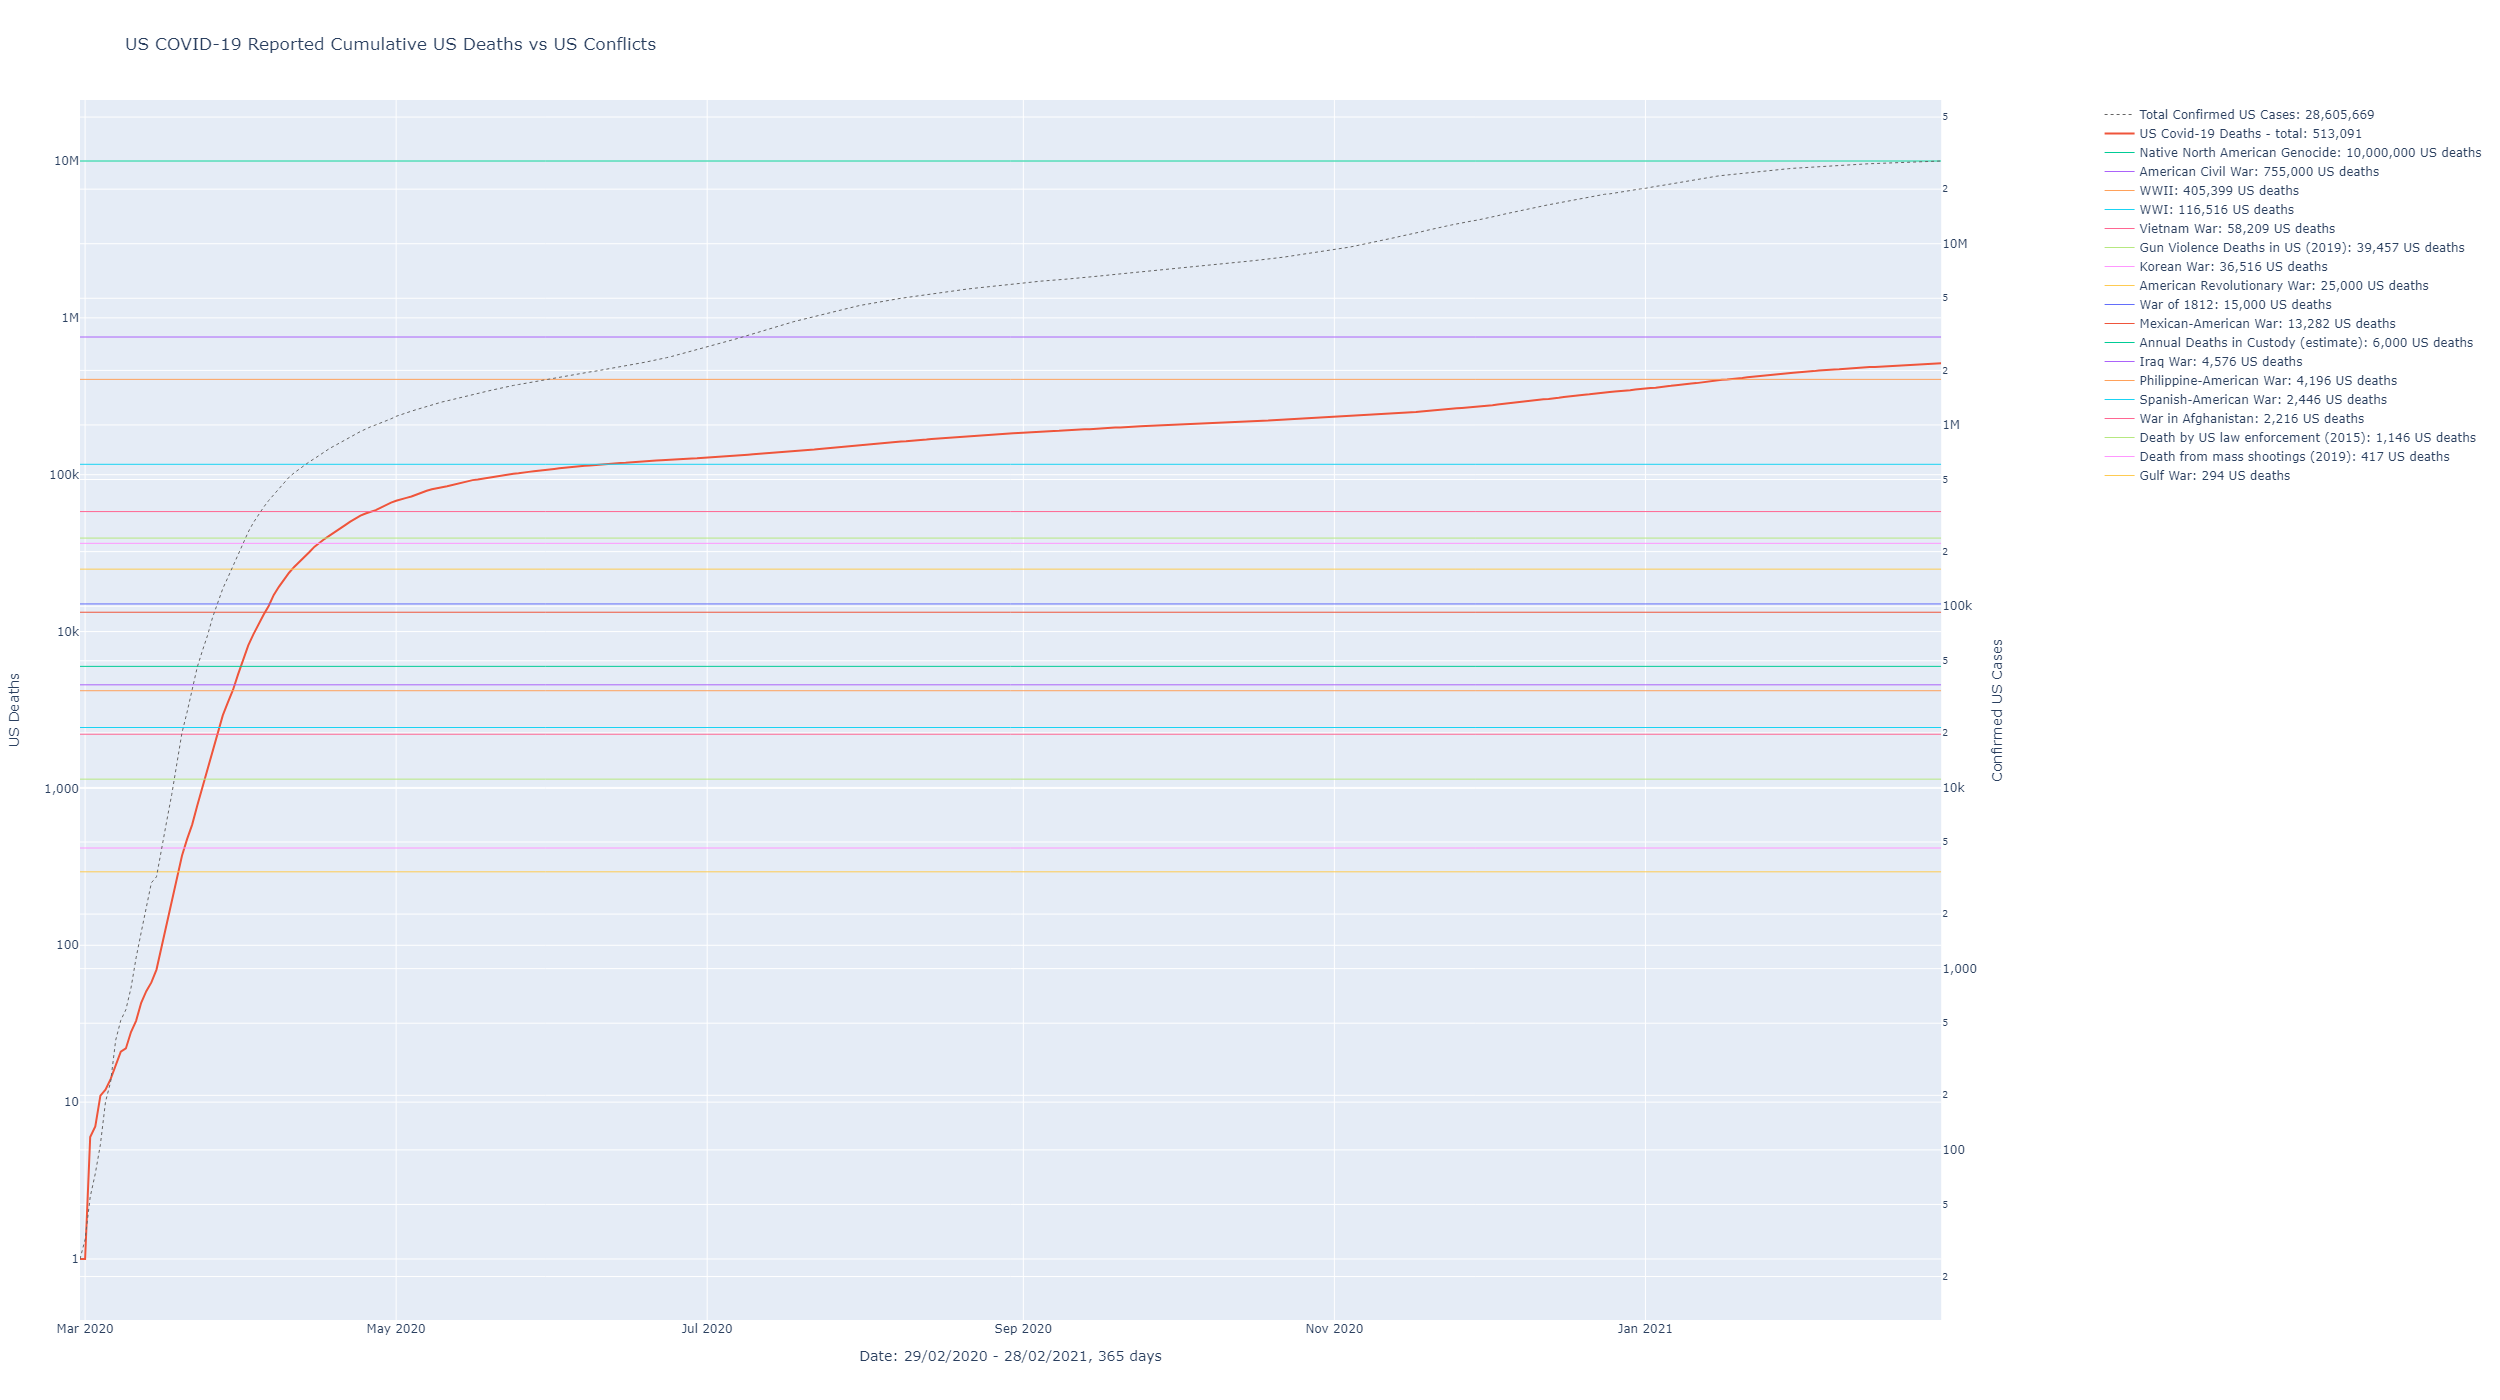 US COVID-19 Reported Cumulative US Deaths vs US Conflicts
10M
1M
100k
10k
1,000
100
10
1
US Deaths
5
2
10M
5
2
1M
5
2
100k
5
2
10k
5
2
1,000
5
2
100
5
2
Confirmed US Cases
Mar 2020
May 2020
Jul 2020
Sep 2020
Nov 2020
Jan 2021
Date: 29/02/2020 - 28/02/2021, 365 days
Total Confirmed US Cases: 28,605,669
US Covid-19 Deaths - total: 513,091
Native North American Genocide: 10,000,000 US deaths
American Civil War: 755,000 US deaths
WWII: 405,399 US deaths
WWI: 116,516 US deaths
Vietnam War: 58,209 US deaths
Gun Violence Deaths in US (2019): 39,457 US deaths
Korean War: 36,516 US deaths
American Revolutionary War: 25,000 US deaths
War of 1812: 15,000 US deaths
Mexican-American War: 13,282 US deaths
Annual Deaths in Custody (estimate): 6,000 US deaths
Iraq War: 4,576 US deaths
Philippine-American War: 4,196 US deaths
Spanish-American War: 2,446 US deaths
War in Afghanistan: 2,216 US deaths
Death by US law enforcement (2015): 1,146 US deaths
Death from mass shootings (2019): 417 US deaths
Gulf War: 294 US deaths